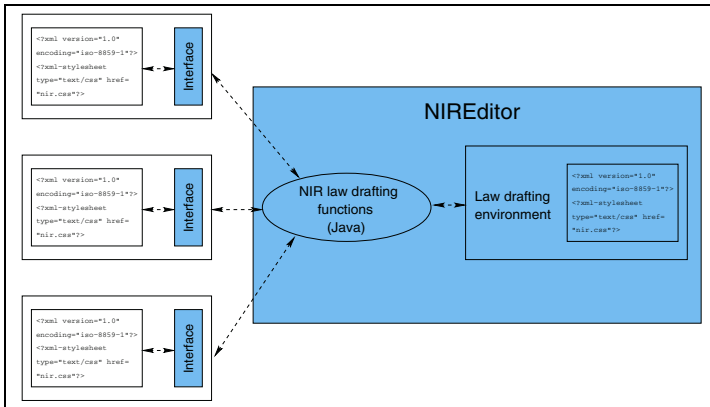 <?xml version="1.0"
encoding="iso-8859-1"?>
<?xml-stylesheet
type="text/css" href=
"nir.css"?>
Interface
<?xml version="1.0"
encoding="iso-8859-1"?>
<?xml-stylesheet
type="text/css" href=
"nir.css"?>
Interface
<?xml version="1.0"
encoding="iso-8859-1"?>
<?xml-stylesheet
type="text/css" href=
"nir.css"?>
Interface
NIREditor
NIR law drafting
functions
(Java)
Law drafting
environment
<?xml version="1.0"
encoding="iso-8859-1"?>
<?xml-stylesheet
type="text/css" href=
"nir.css"?>